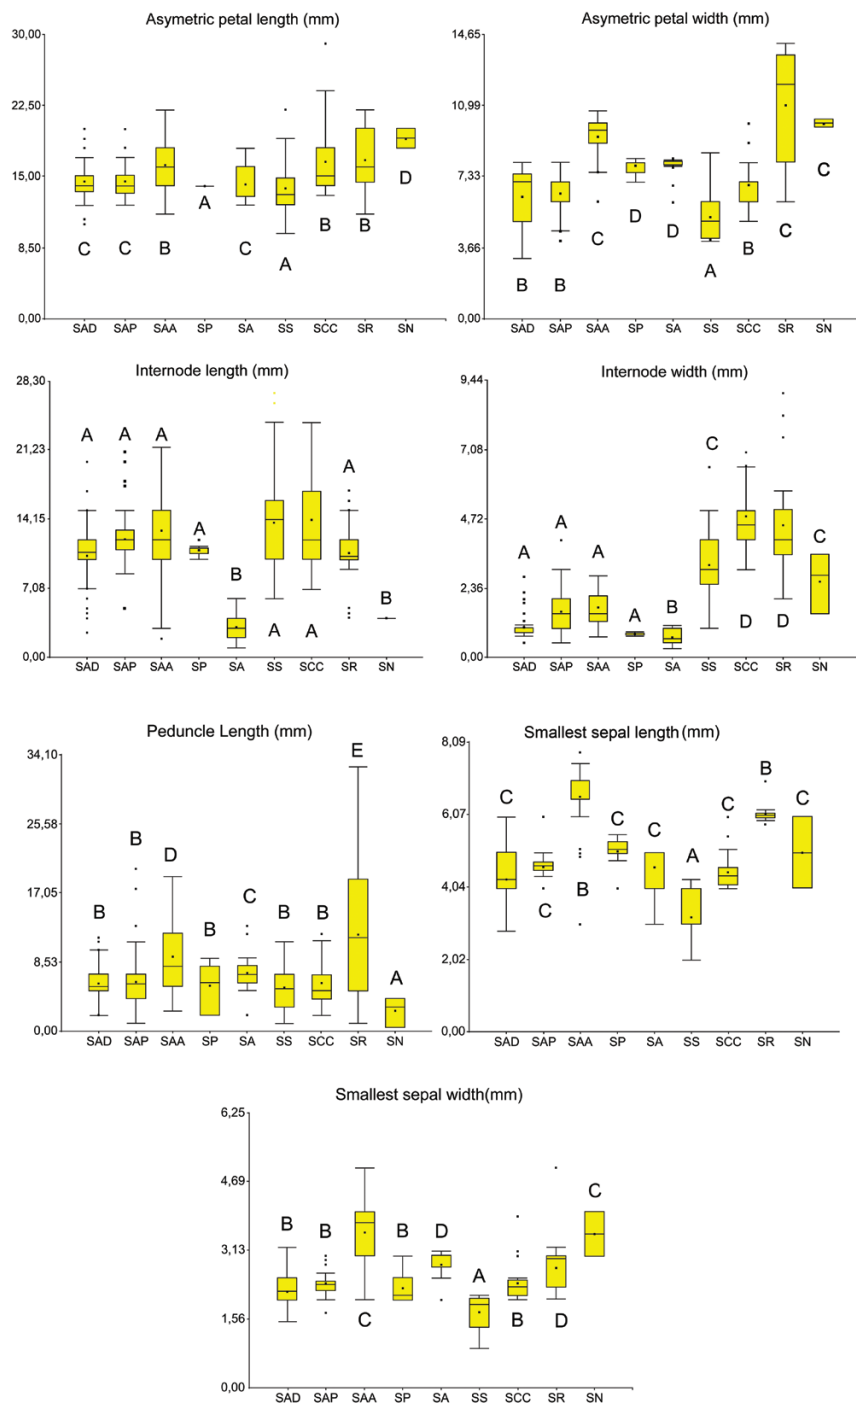 Asymetric petal length (mm)
30,00
22,50
15,00
8,50
0,00
C C B A C A B B D
SAD SAP SAA SP SA SS SCC SR SN
Asymetric petal width (mm)
14,65
10,99
7,33
3,66
0,00
B B C D D A B C C
SAD SAP SAA SP SA SS SCC SR SN
Internode length (mm)
28,30
21,23
14,15
7,08
0,00
A A A A B A A A B
SAD SAP SAA SP SA SS SCC SR SN
Internode width (mm)
9,44
7,08
4,72
2,36
0,00
A A A A B C D D C
SAD SAP SAA SP SA SS SCC SR SN
Peduncle Length (mm)
34,10
25,58
17,05
8,53
0,00
B B D B C B B E A
SAD SAP SAA SP SA SS SCC SR SN
Smallest sepal length (mm)
8,09
6,07
4,04
2,02
0,00
C C B C C A C B C
SAD SAP SAA SP SA SS SCC SR SN
Smallest sepal width(mm)
6,25
4,69
3,13
1,56
0,00
B B C B D A B D C
SAD SAP SAA SP SA SS SCC SR SN